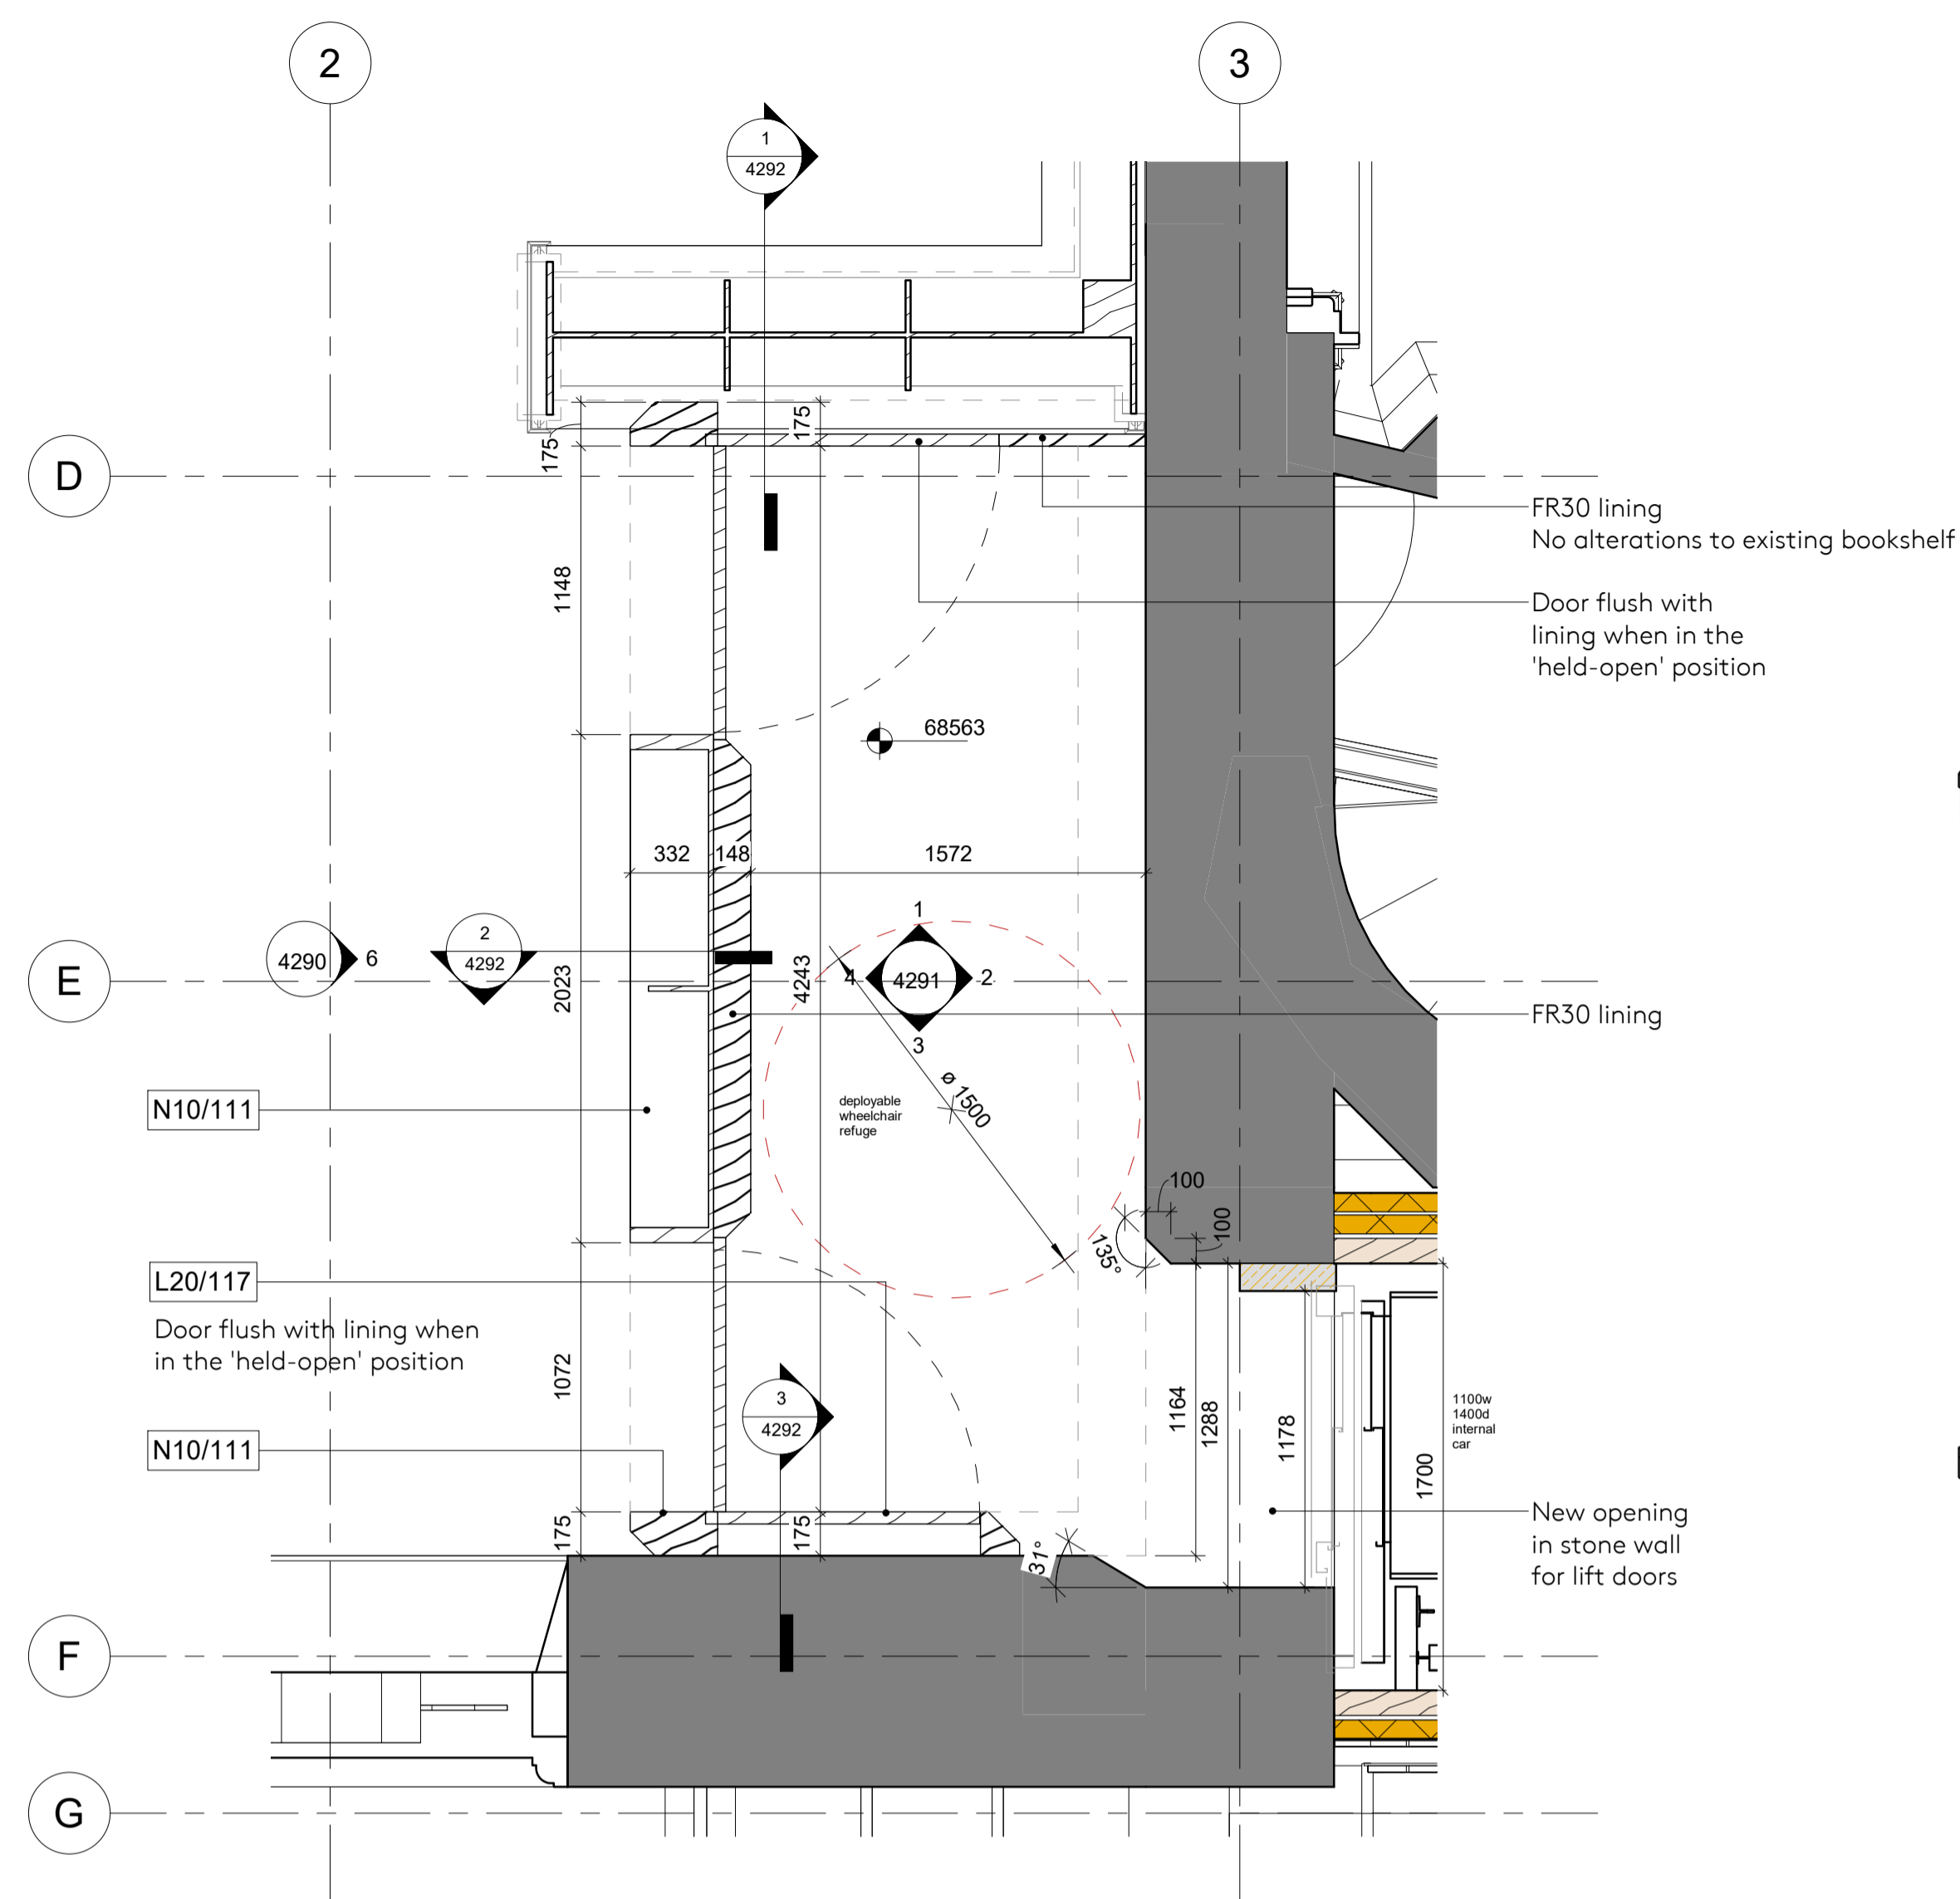 2
3
1
4292
175
175
D
FR30 lining
No alterations to existing bookshelf
1148
Door flush with
lining when in the
'held-open' position
68563
332
148
1572
1
2
4292
4290
6
4
4291
2
E
2023
4243
3
FR30 lining
ø 1500
deployable
wheelchair
refuge
N10/111
100
100
135°
L20/117
Door flush with lining when
in the 'held-open' position
1072
3
4292
1164
1288
1178
1700
1100w
1400d
internal
car
N10/111
New opening
in stone wall
for lift doors
175
175
31°
F
G